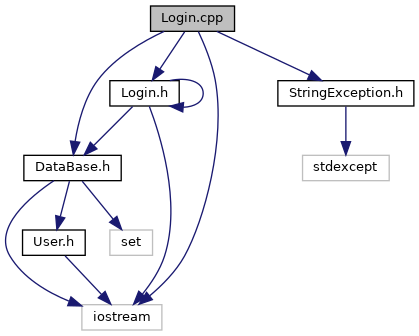 Login.cpp
Login.h
StringException.h
DataBase.h
stdexcept
User.h
set
iostream